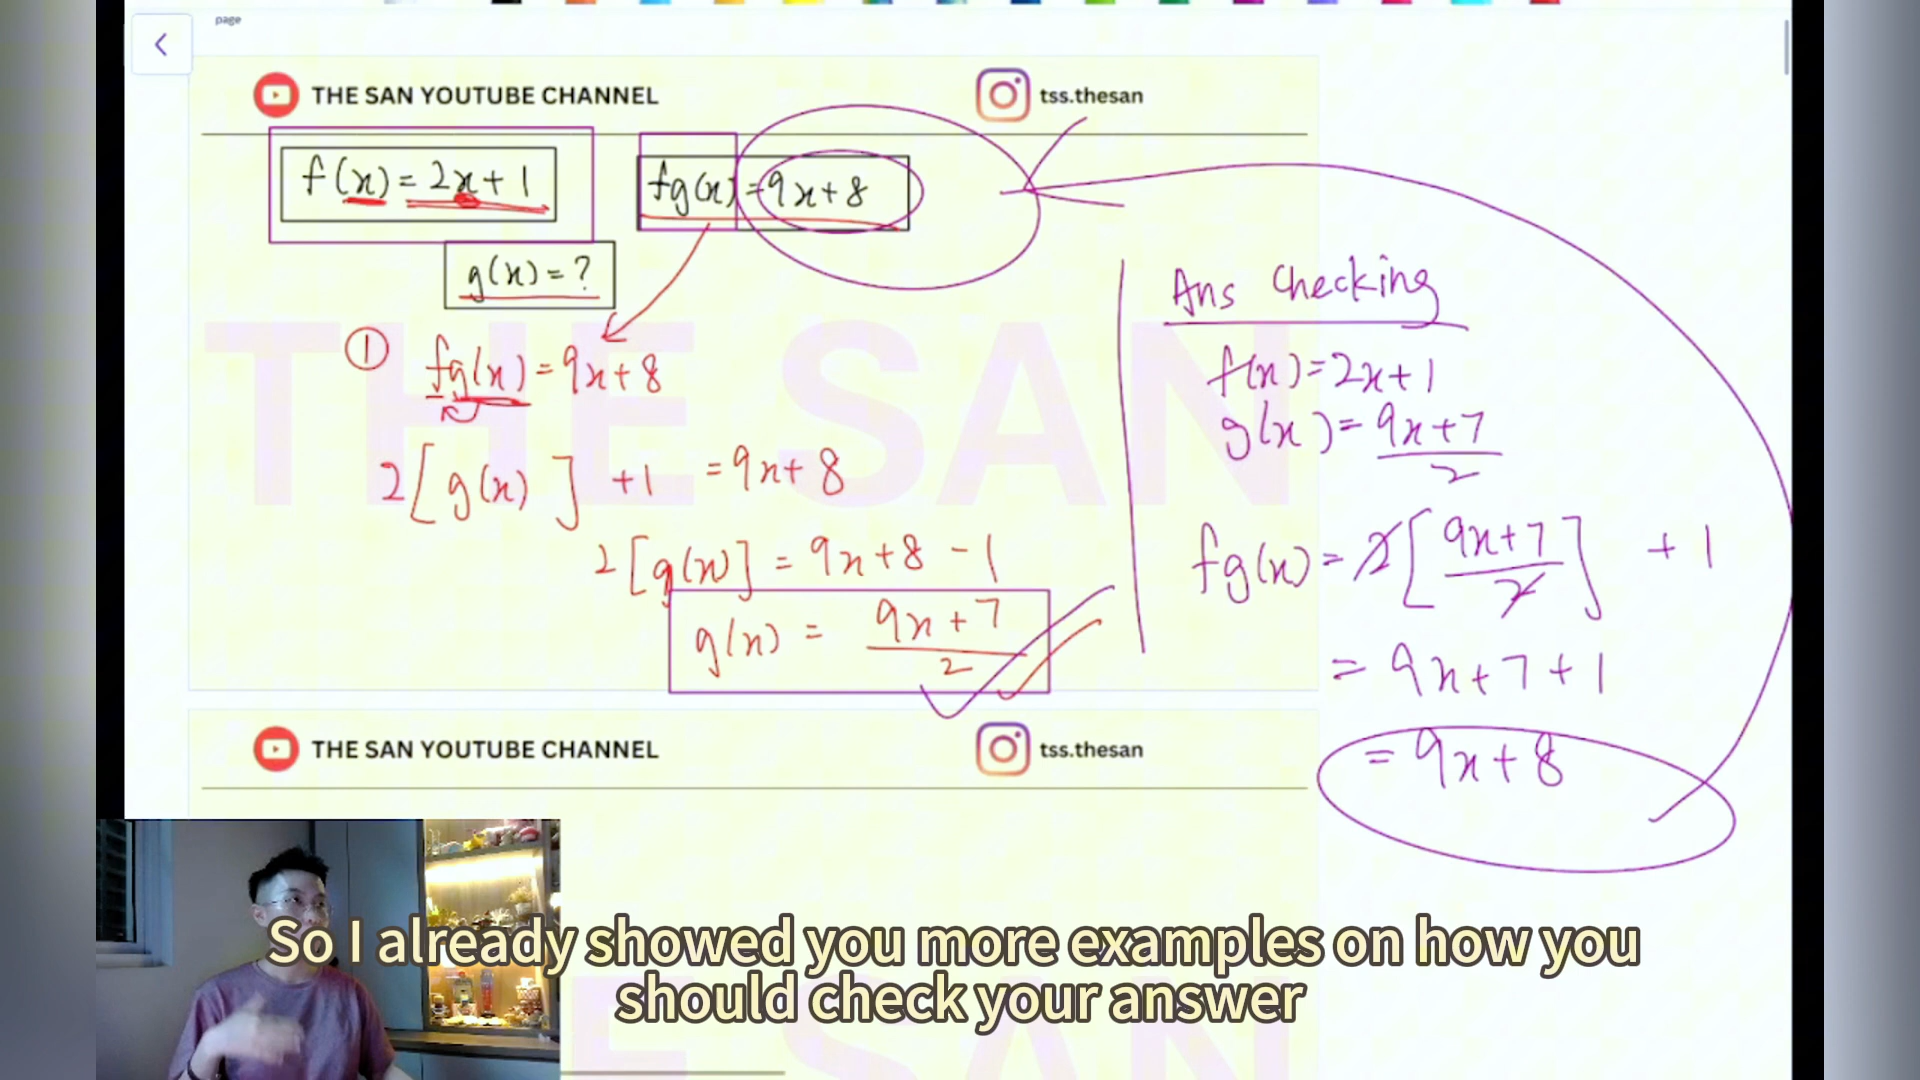 page
THE SAN YOUTUBE CHANNEL
tss.thesan
f(x) = 2x + 1
fg(x) = 9x + 8
g(x) = ?
① fg(x) = 9x + 8
2[g(x)] + 1 = 9x + 8
2[g(x)] = 9x + 8 - 1
g(x) = (9x + 7)/2
Ans Checking
f(x) = 2x + 1
g(x) = (9x + 7)/2
fg(x) = 2[(9x + 7)/2] + 1
= 9x + 7 + 1
= 9x + 8
THE SAN
THE SAN YOUTUBE CHANNEL
tss.thesan
E SAN
So I already showed you more examples on how you
should check your answer